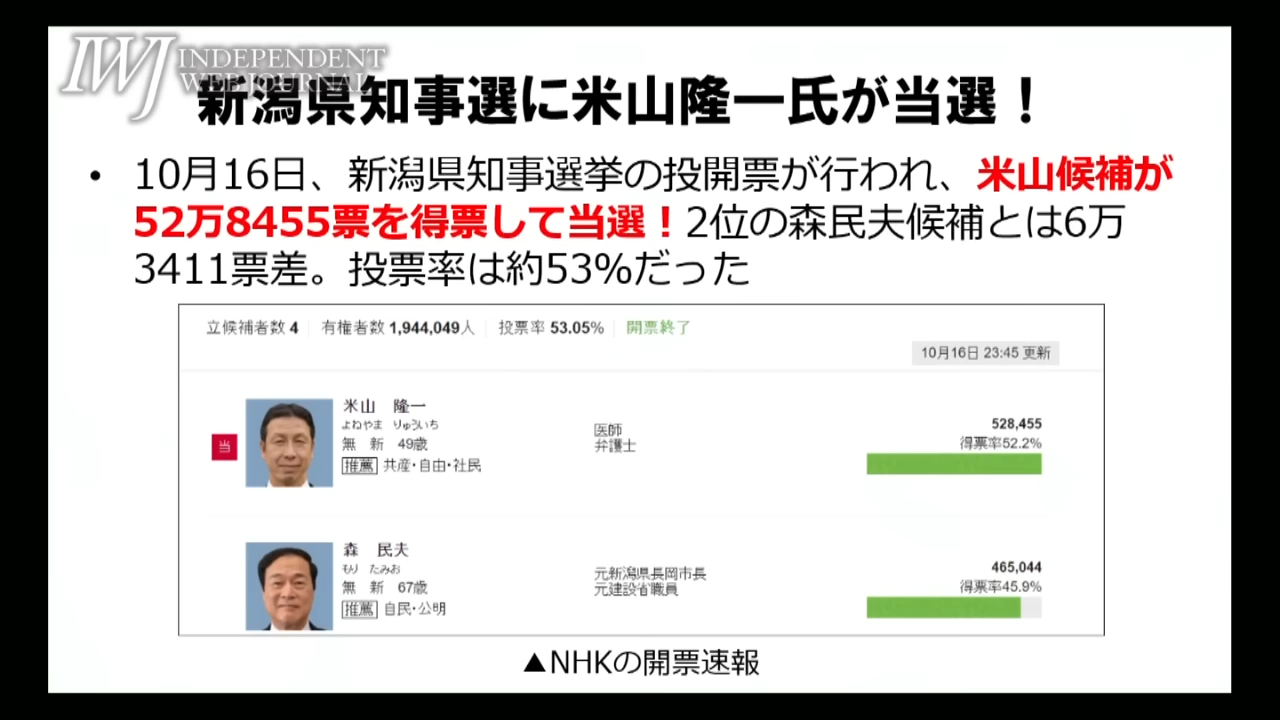 IWJ INDEPENDENT
WEB JOURNAL
新潟県知事選に米山隆一氏が当選！
• 10月16日、新潟県知事選挙の投開票が行われ、米山候補が
52万8455票を得票して当選！2位の森民夫候補とは6万
3411票差。投票率は約53%だった
立候補者数 4 有権者数 1,944,049人 投票率 53.05% 開票終了
10月16日 23:45 更新
米山 隆一
よねやま りゅういち
当
無 新 49歳
推薦 共産・自由・社民
医師
弁護士
528,455
得票率52.2%
森 民夫
もり たみお
無 新 67歳
推薦 自民・公明
元新潟県長岡市長
元建設省職員
465,044
得票率45.9%
▲NHKの開票速報